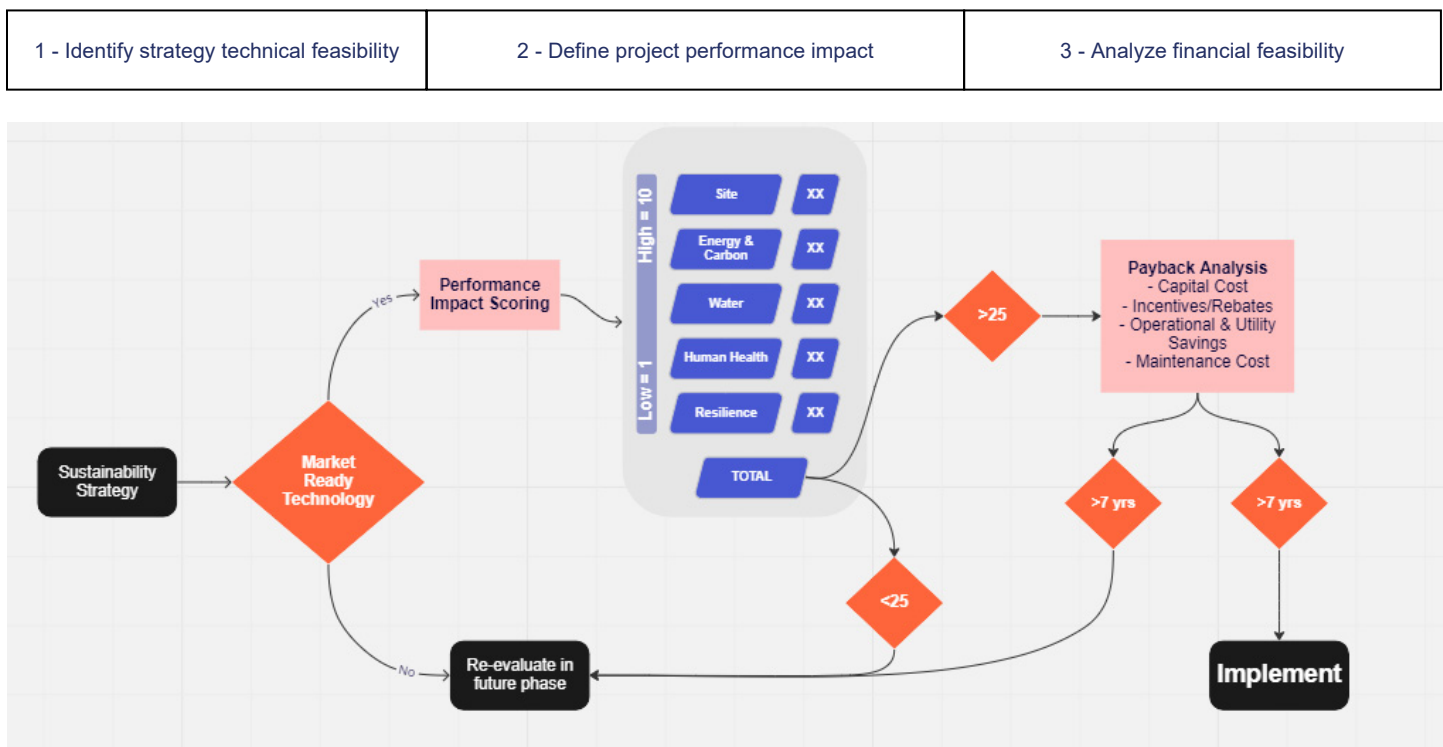 1 - Identify strategy technical feasibility
2 - Define project performance impact
3 - Analyze financial feasibility
Sustainability
Strategy
Market
Ready
Technology
Yes
No
Performance
Impact Scoring
High = 10
Low = 1
Site
XX
Energy &
Carbon
XX
Water
XX
Human Health
XX
Resilience
XX
TOTAL
>25
<25
Payback Analysis
- Capital Cost
- Incentives/Rebates
- Operational & Utility
Savings
- Maintenance Cost
>7 yrs
>7 yrs
Re-evaluate in
future phase
Implement